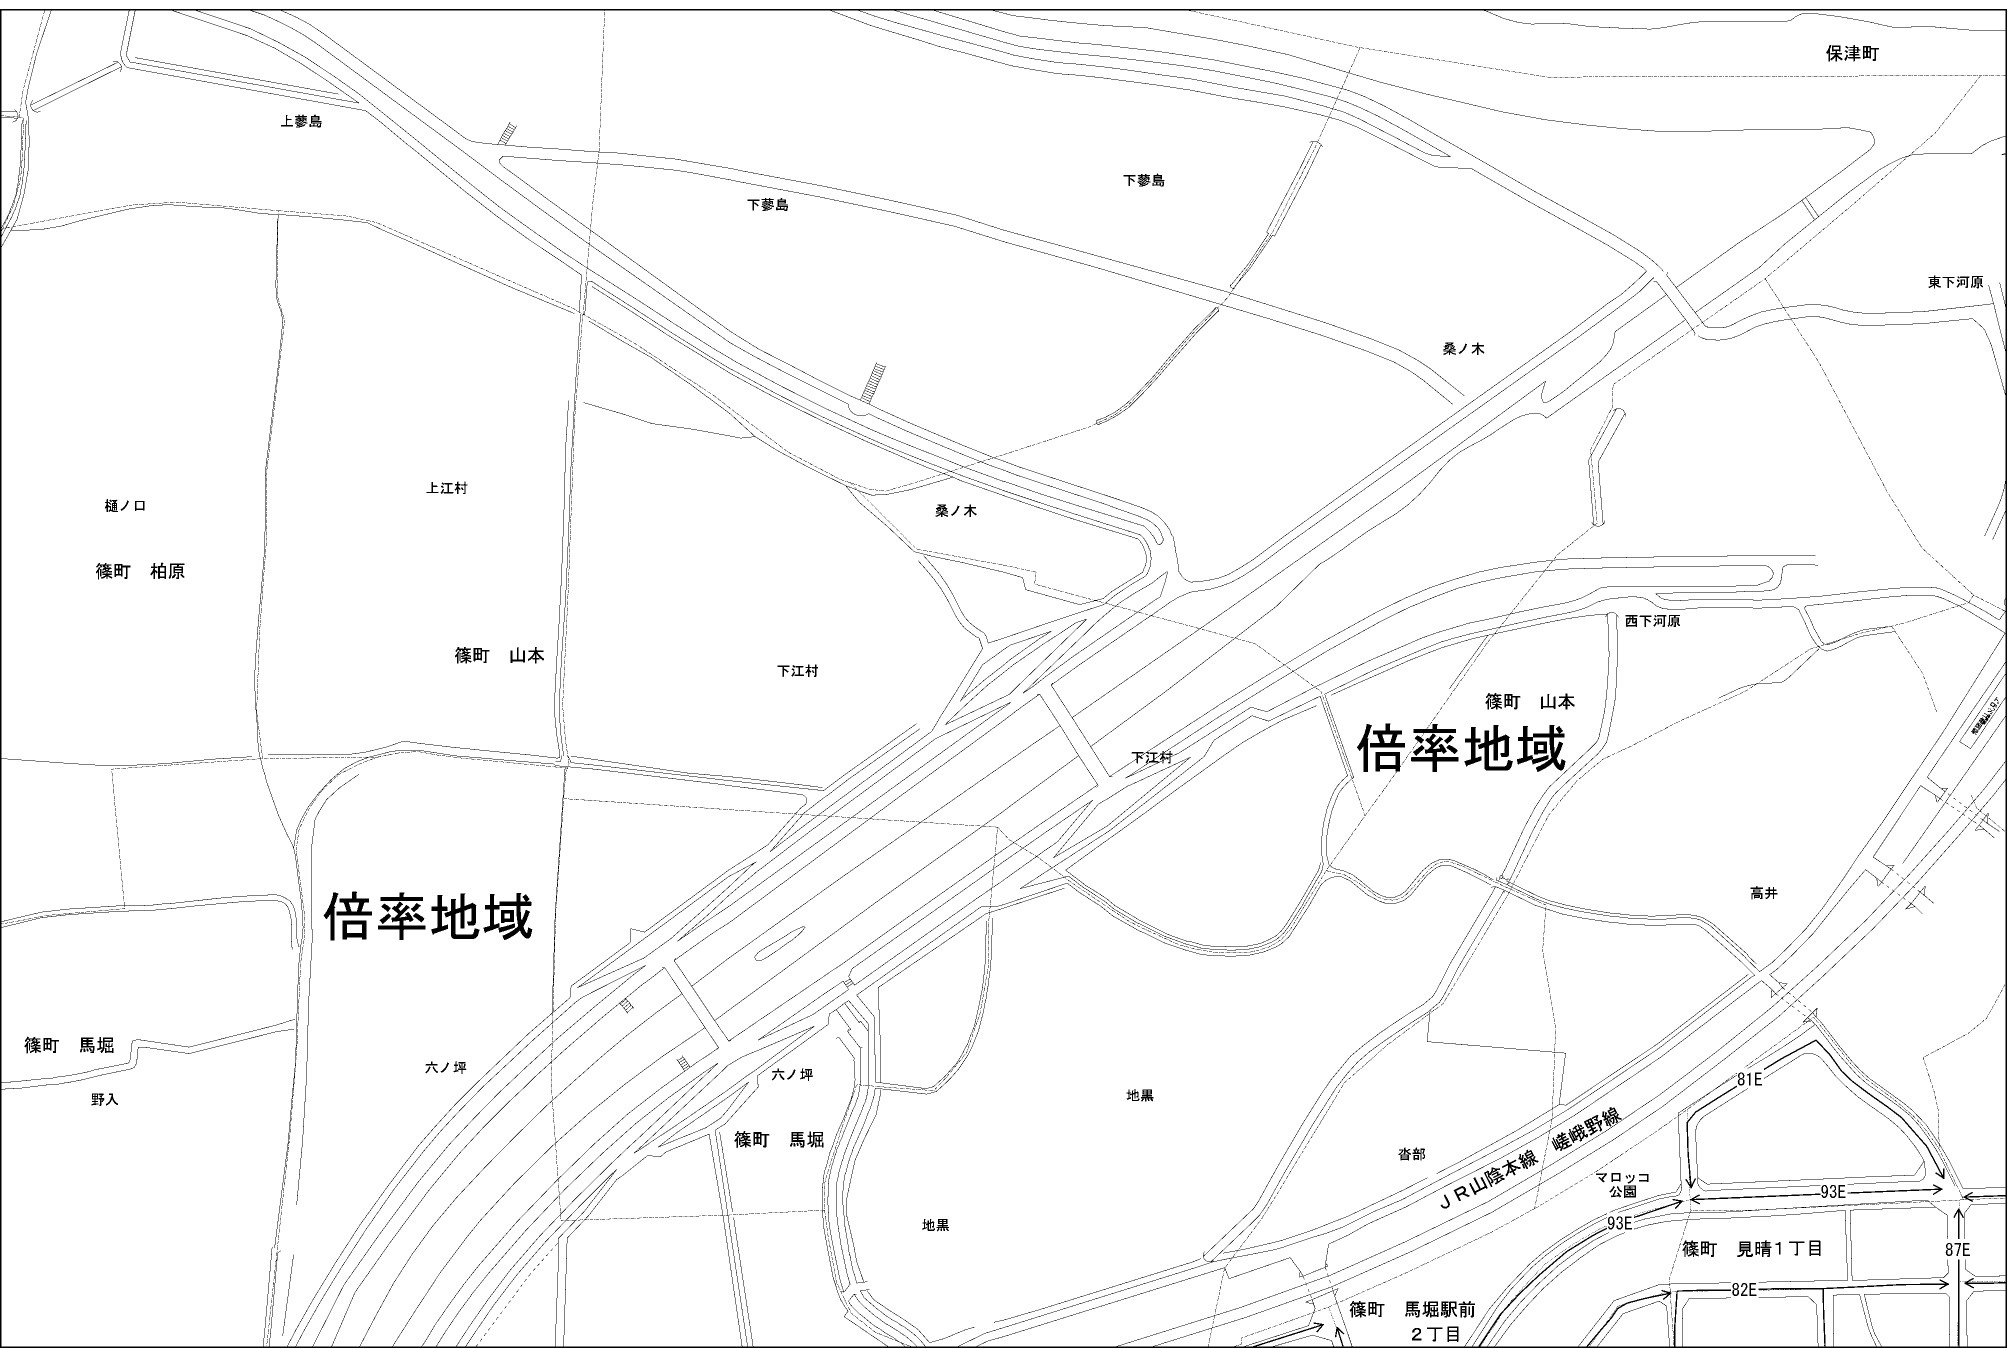 保津町
上蓼島
下蓼島
下蓼島
東下河原
桑ノ木
樋ノ口
上江村
桑ノ木
篠町 柏原
西下河原
篠町 山本
下江村
篠町 山本
倍率地域
下江村
倍率地域
高井
篠町 馬堀
六ノ坪
六ノ坪
81E
野入
地黒
篠町 馬堀
沓部
JR山陰本線 嵯峨野線
マロッコ
公園
93E
93E
地黒
篠町 見晴1丁目
87E
82E
篠町 馬堀駅前
2丁目